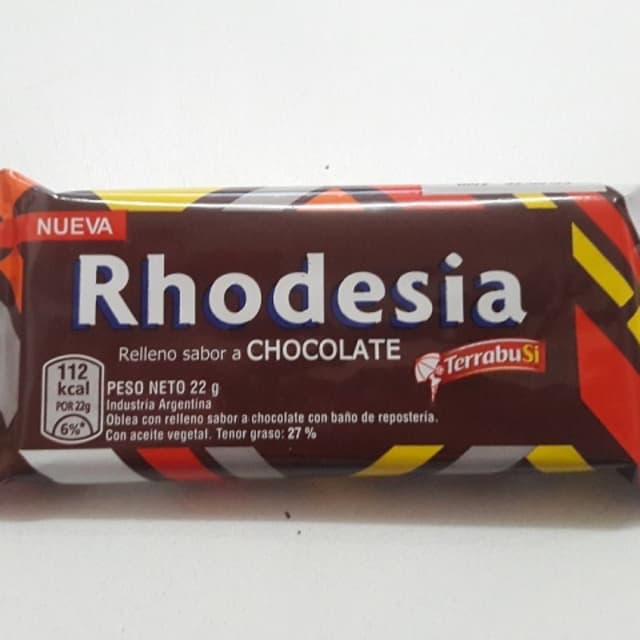 NUEVA
Rhodesia
Relleno sabor a CHOCOLATE
TerrabuSi
112
kcal
POR 22g
6%*
PESO NETO 22 g
Industria Argentina
Oblea con relleno sabor a chocolate con baño de repostería.
Con aceite vegetal. Tenor graso: 27 %